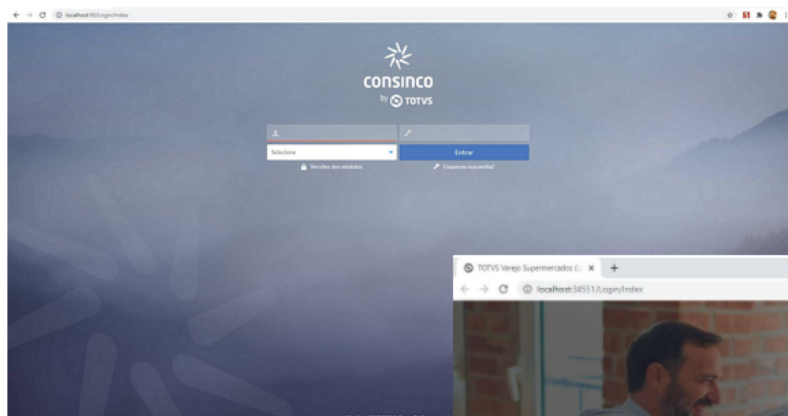 localhost:90/Login/Index
consinco
by TOTVS
Selecione
Entrar
Versões dos módulos
Esqueceu sua senha?
TOTVS Varejo Supermercados
localhost:34551/Login/Index